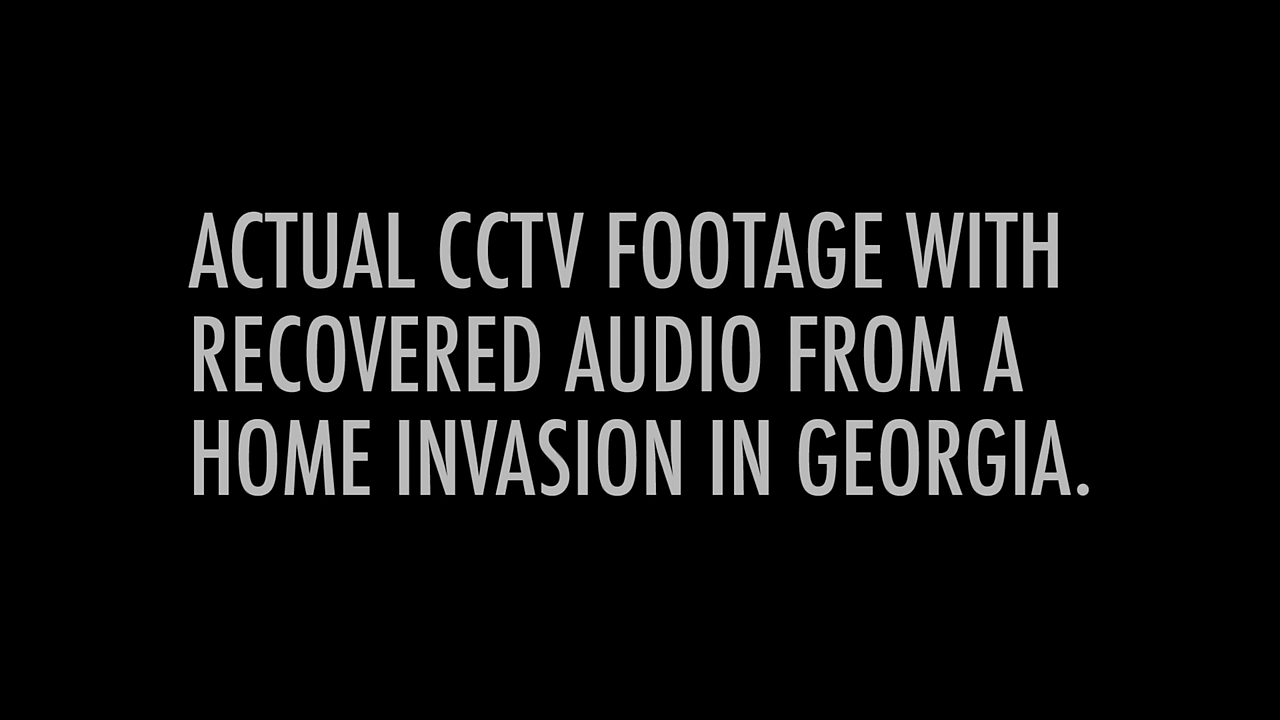 ACTUAL CCTV FOOTAGE WITH
RECOVERED AUDIO FROM A
HOME INVASION IN GEORGIA.